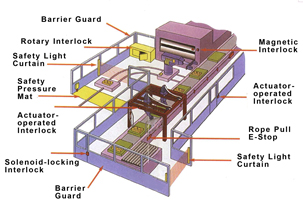 Barrier Guard
Rotary Interlock
Safety Light
Curtain
Safety
Pressure
Mat
Actuator-
operated Interlock
Solenoid-locking
Interlock
Barrier
Guard
Magnetic
Interlock
Actuator-
operated
Interlock
Rope Pull
E-Stop
Safety Light
Curtain